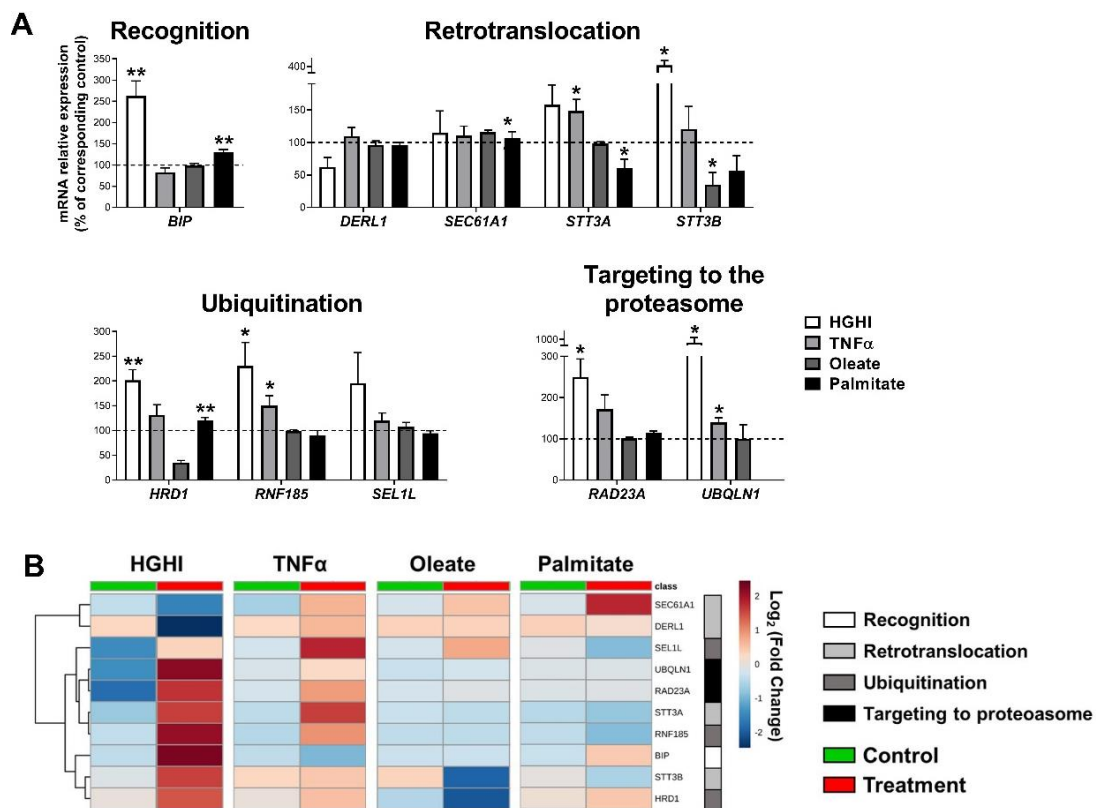 A
Recognition
Retrotranslocation
mRNA relative expression
(% of corresponding control)
350
300
250
200
150
100
50
0
**
**
BIP
400
150
100
50
0
*
*
*
*
*
DERL1
SEC61A1
STT3A
STT3B
Ubiquitination
300
250
200
150
100
50
0
**
**
*
*
HRD1
RNF185
SEL1L
Targeting to the
proteasome
1000
300
200
100
0
*
*
*
RAD23A
UBQLN1
HGHI
TNFα
Oleate
Palmitate
B
HGHI
TNFα
Oleate
Palmitate
class
SEC61A1
DERL1
SEL1L
UBQLN1
RAD23A
STT3A
RNF185
BIP
STT3B
HRD1
2
1
0
-1
-2
Log2 (Fold Change)
Recognition
Retrotranslocation
Ubiquitination
Targeting to proteoasome
Control
Treatment